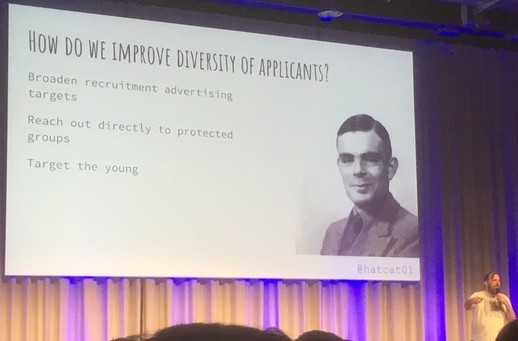 HOW DO WE IMPROVE DIVERSITY OF APPLICANTS?
Broaden recruitment advertising
targets
Reach out directly to protected
groups
Target the young
@hatcat01